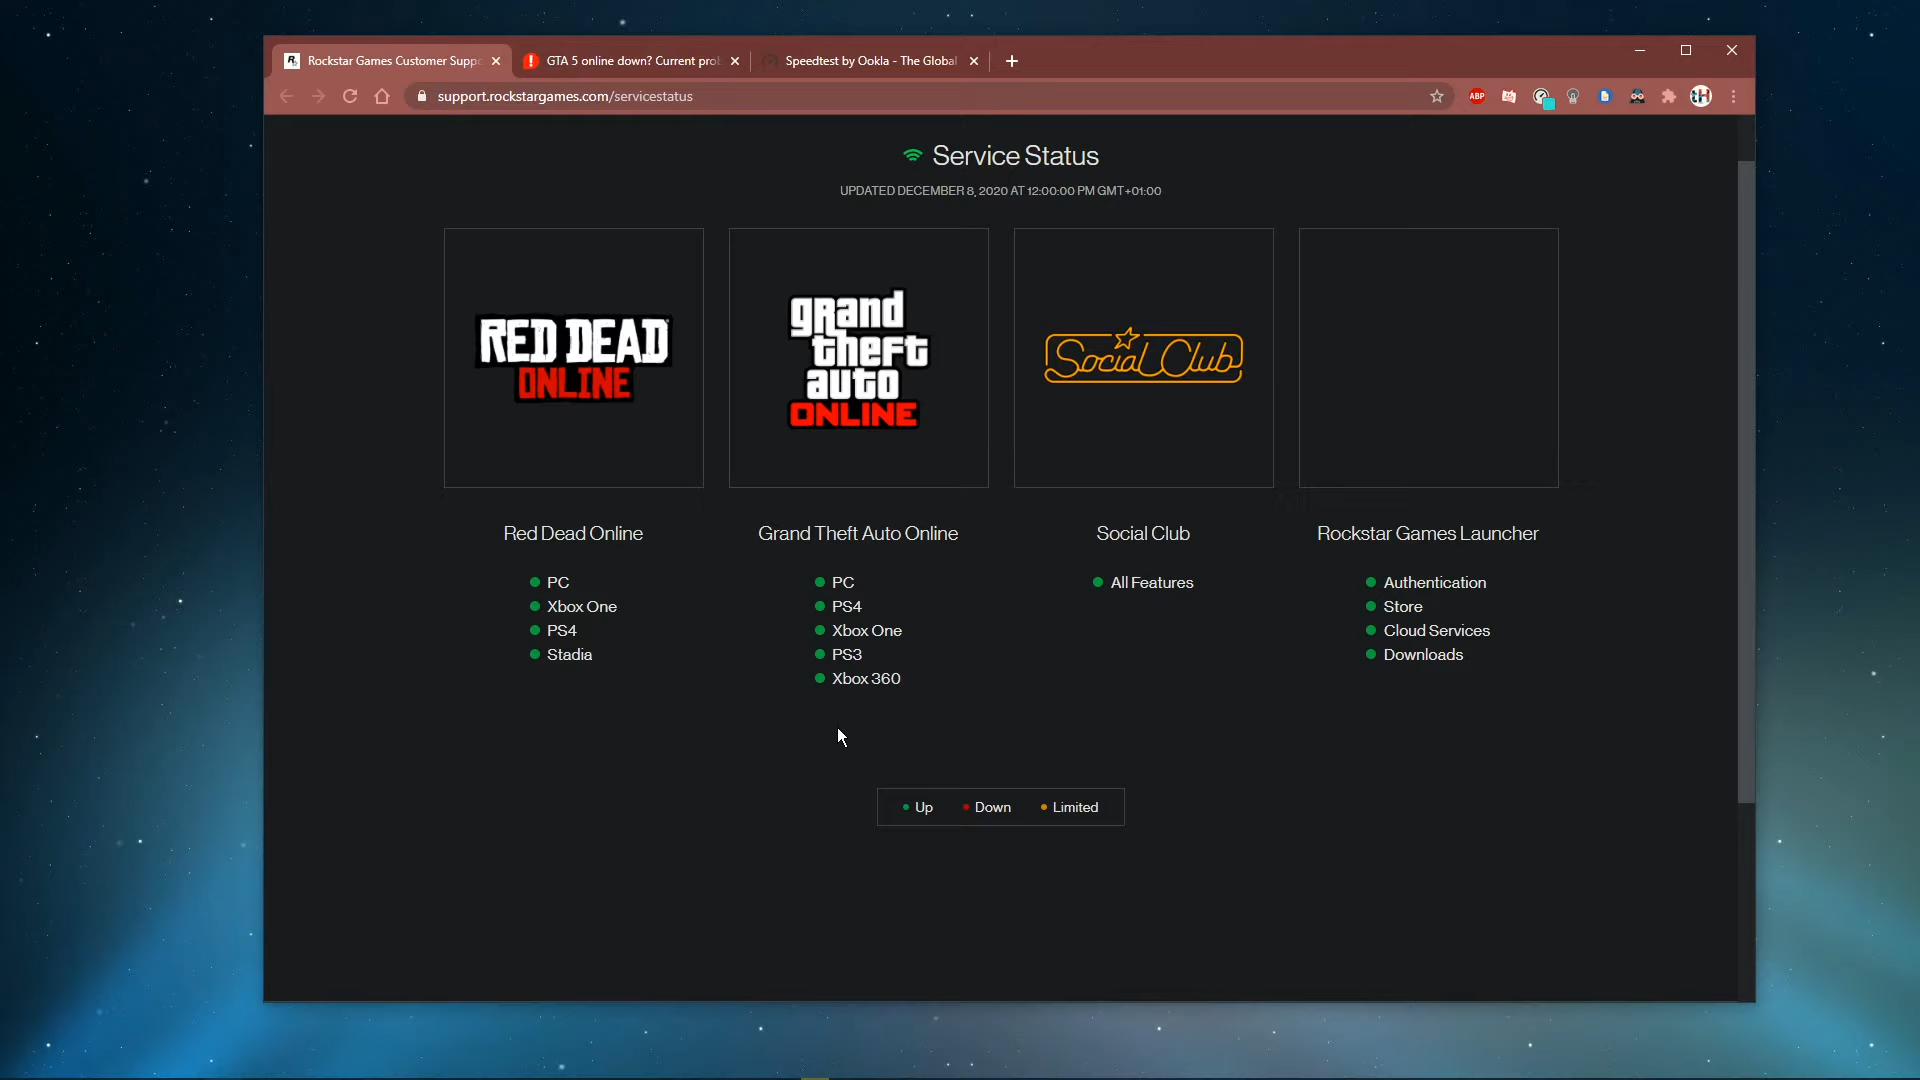 Rockstar Games Customer Suppo
GTA 5 online down? Current prob
Speedtest by Ookla - The Global
support.rockstargames.com/servicestatus
ABP
Service Status
UPDATED DECEMBER 8, 2020 AT 12:00:00 PM GMT+01:00
RED DEAD
ONLINE
grand
theft
auto
ONLINE
Social Club
Red Dead Online
Grand Theft Auto Online
Social Club
Rockstar Games Launcher
PC
Xbox One
PS4
Stadia
PC
PS4
Xbox One
PS3
Xbox 360
All Features
Authentication
Store
Cloud Services
Downloads
Up
Down
Limited